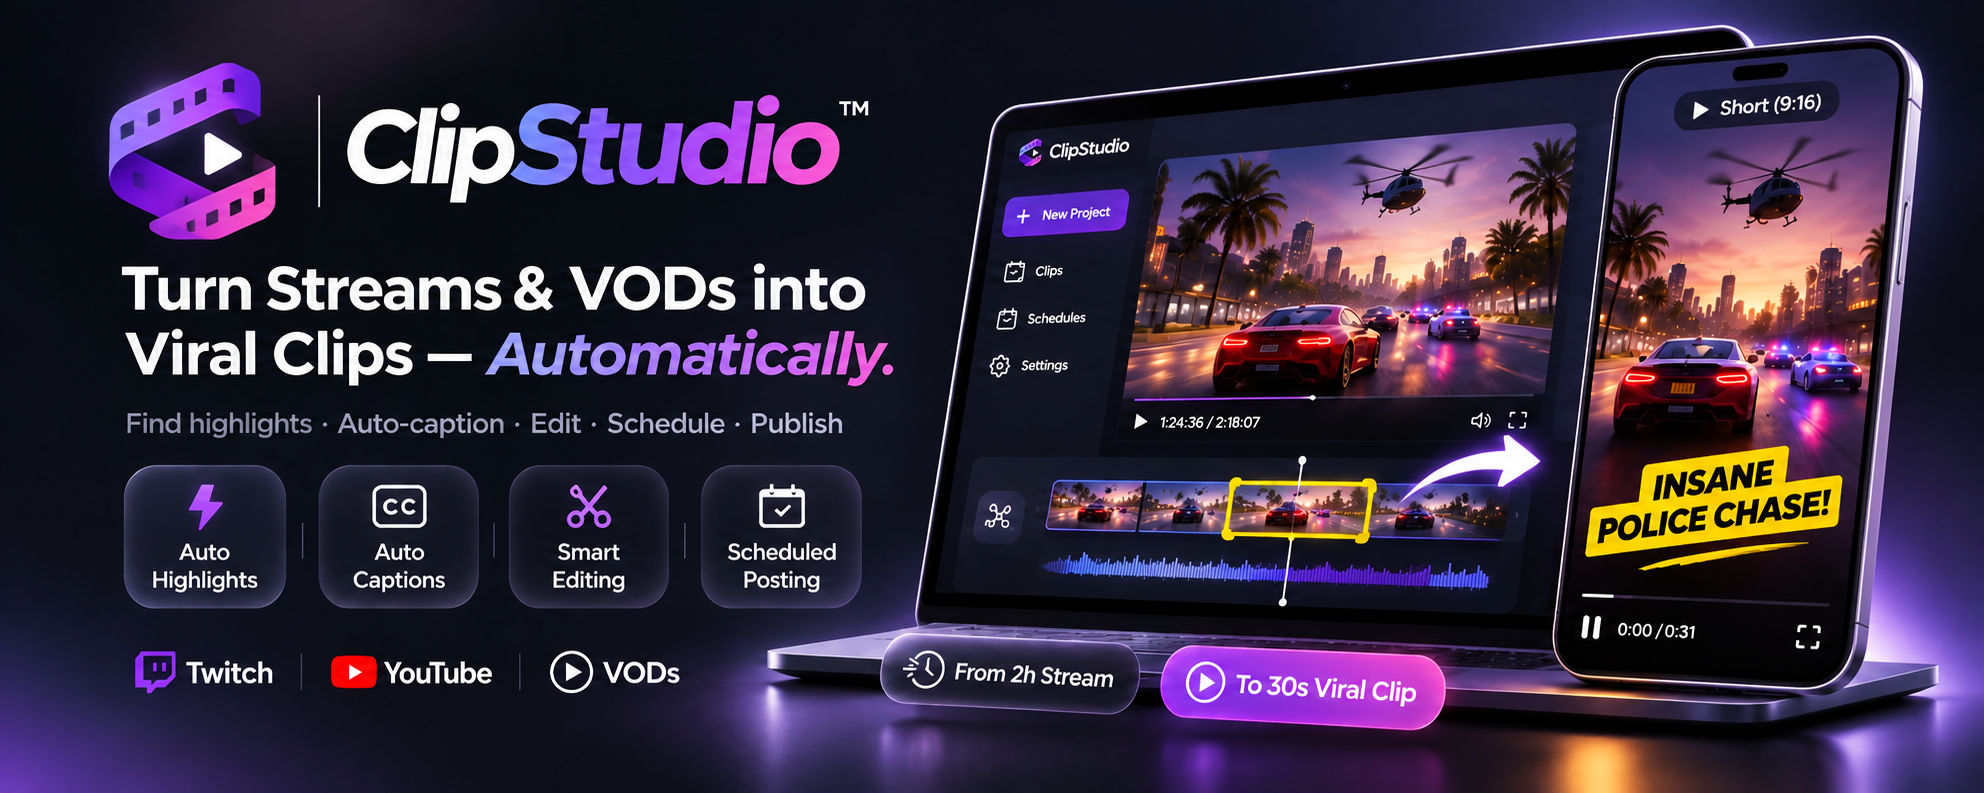 ClipStudio™
Turn Streams & VODs into
Viral Clips — Automatically.
Find highlights · Auto-caption · Edit · Schedule · Publish
Auto
Highlights
CC
Auto
Captions
Smart
Editing
Scheduled
Posting
Twitch
YouTube
VODs
ClipStudio
+ New Project
Clips
Schedules
Settings
1:24:36 / 2:18:07
From 2h Stream
To 30s Viral Clip
Short (9:16)
INSANE
POLICE CHASE!
0:00 / 0:31